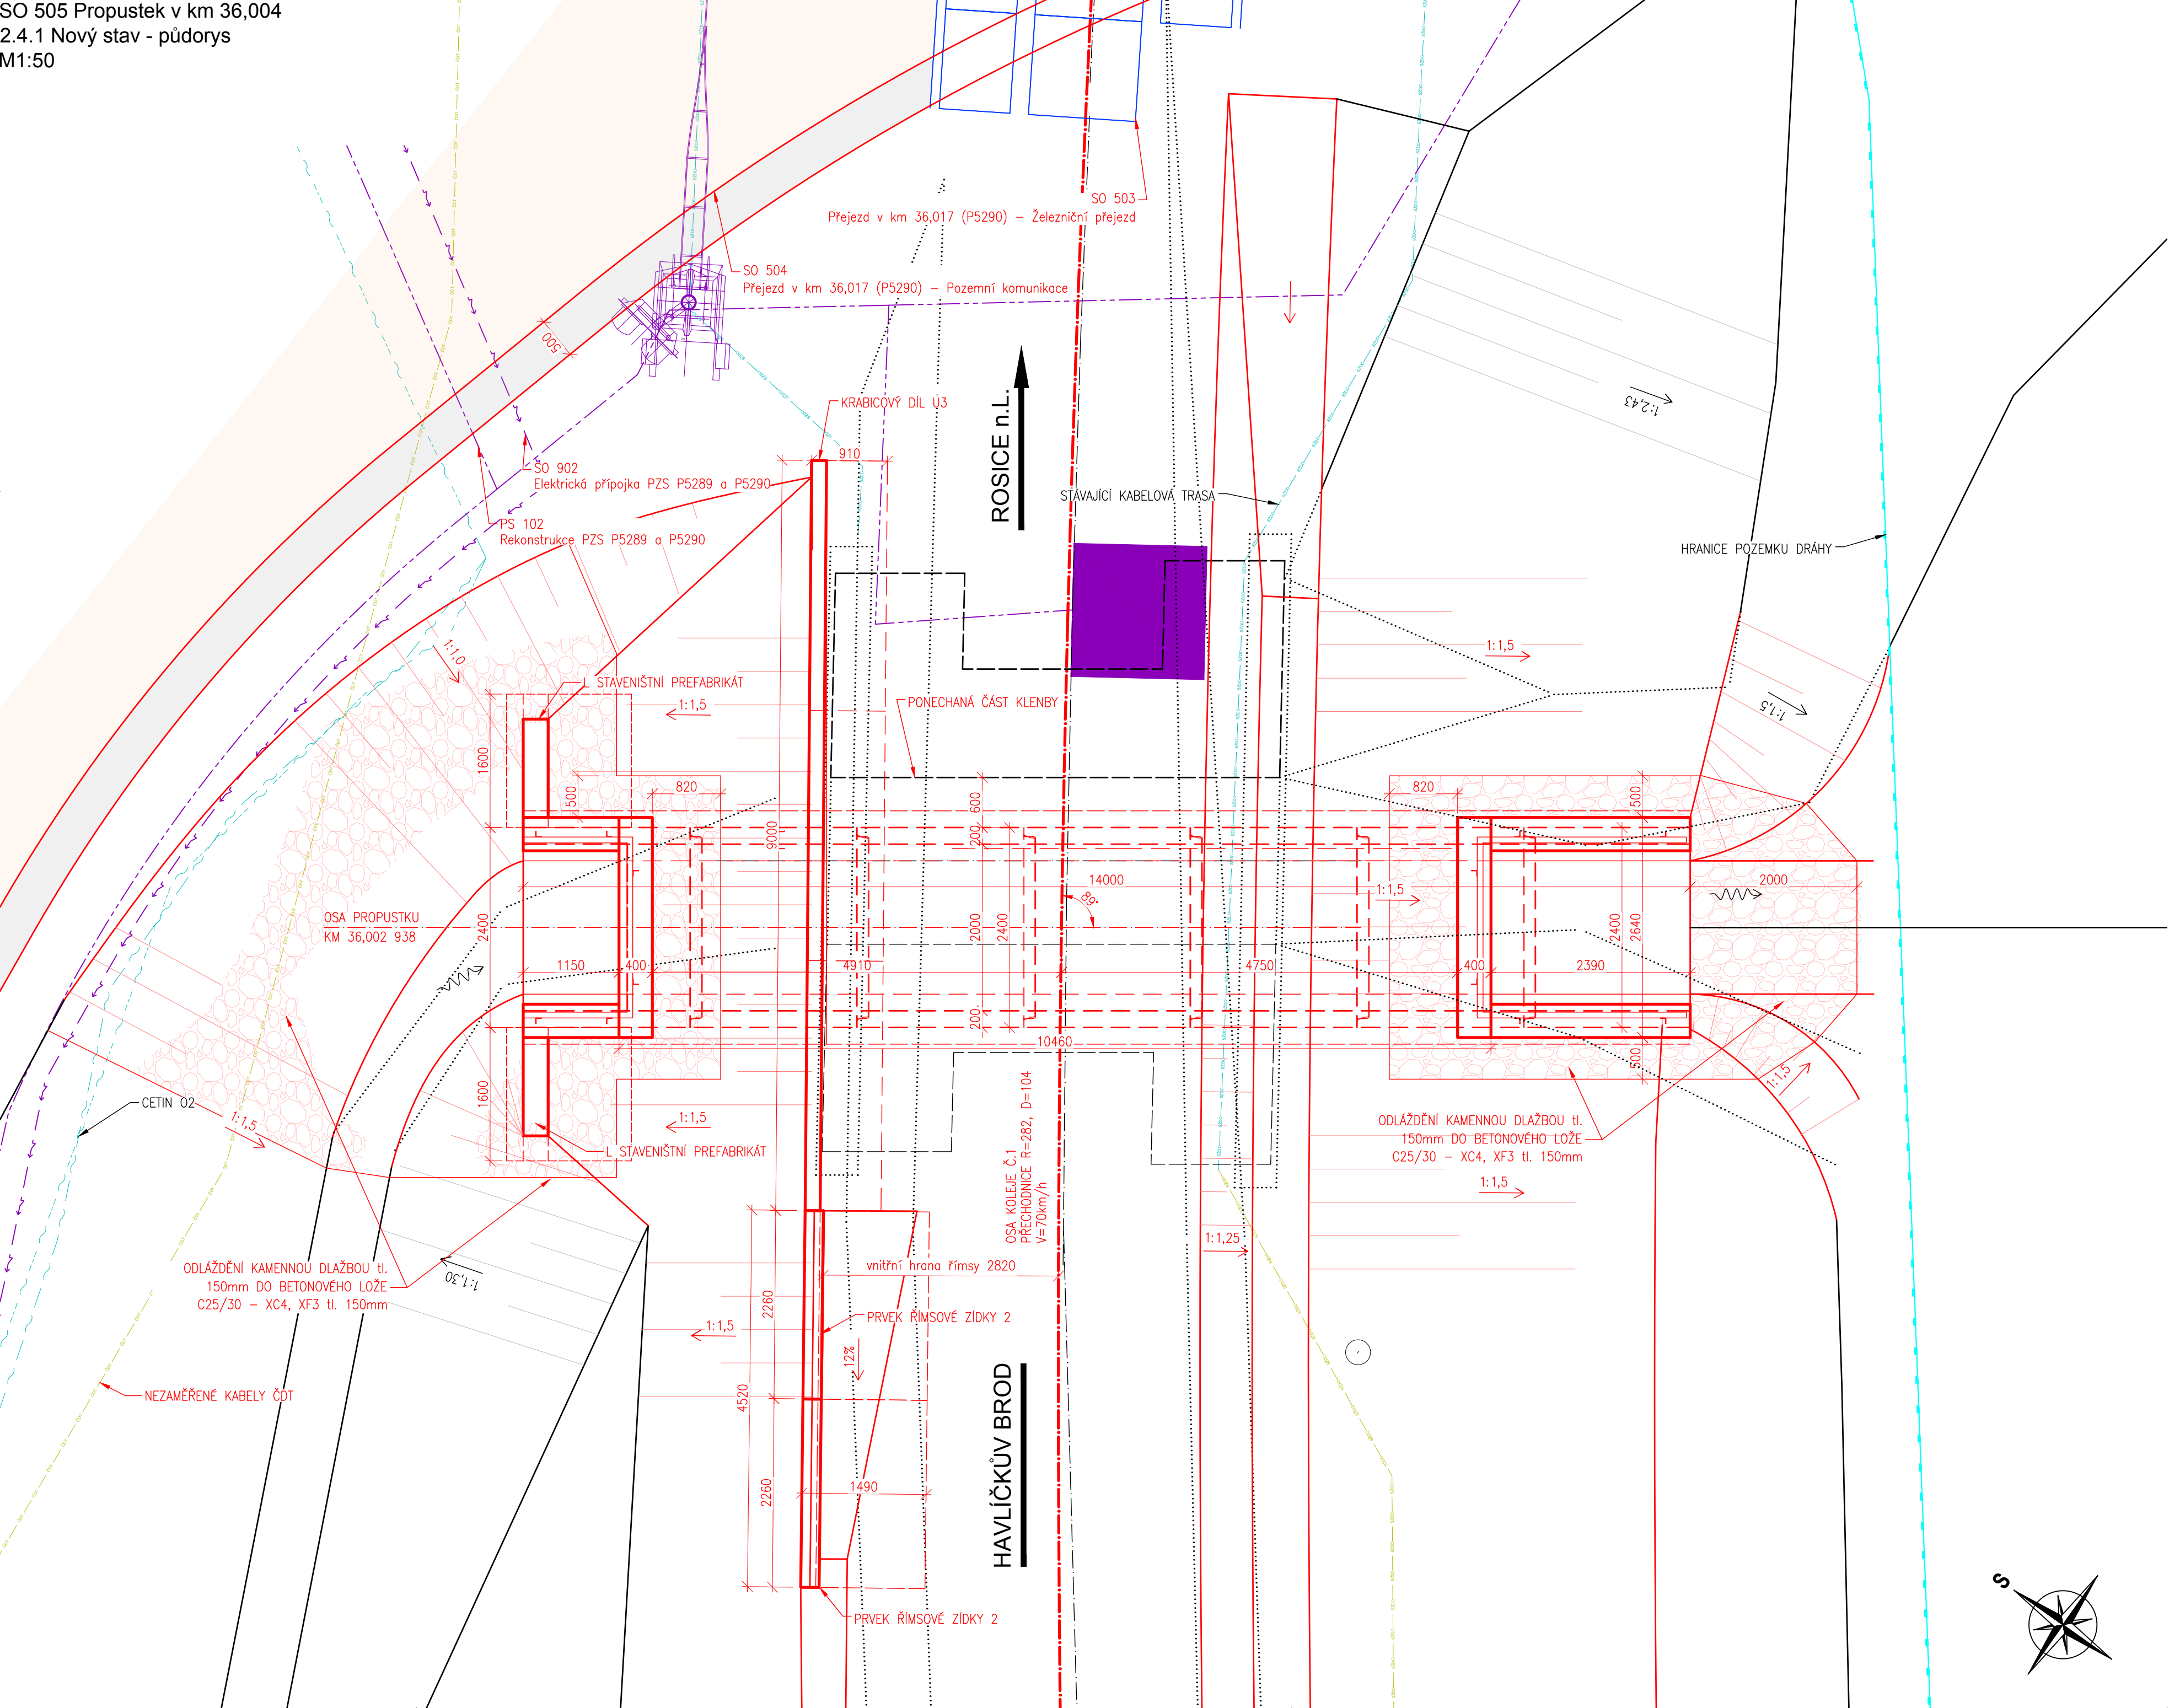 SO 505 Propustek v km 36,004
2.4.1 Nový stav - půdorys
M1:50
SO 503
Přejezd v km 36,017 (P5290) – Železniční přejezd
SO 504
Přejezd v km 36,017 (P5290) – Pozemní komunikace
500
KRABICOVÝ DÍL Ú3
910
ROSICE n.L.
1:2,43
SO 902
Elektrická přípojka PZS P5289 a P5290
STÁVAJÍCÍ KABELOVÁ TRASA
PS 102
Rekonstrukce PZS P5289 a P5290
HRANICE POZEMKU DRÁHY
1:1,0
1:1,5
L STAVENIŠTNÍ PREFABRIKÁT
1:1,5
PONECHANÁ ČÁST KLENBY
1:1,5
1600
500
820
9000
600
200
820
500
14000
89°
1:1,5
2000
OSA PROPUSTKU
KM 36,002 938
2400
2000
2400
2400
2640
1150
400
4910
4750
400
2390
200
10460
500
1600
CETIN O2
1:1,5
1:1,5
L STAVENIŠTNÍ PREFABRIKÁT
OSA KOLEJE Č.1
PŘECHODNICE R=282, D=104
V=70km/h
1:1,5
ODLÁŽDĚNÍ KAMENNOU DLAŽBOU tl.
150mm DO BETONOVÉHO LOŽE
C25/30 – XC4, XF3 tl. 150mm
1:1,5
1:1,25
ODLÁŽDĚNÍ KAMENNOU DLAŽBOU tl.
150mm DO BETONOVÉHO LOŽE
C25/30 – XC4, XF3 tl. 150mm
1:1,30
vnitřní hrana římsy 2820
2260
PRVEK ŘÍMSOVÉ ZÍDKY 2
1:1,5
12%
NEZAMĚŘENÉ KABELY ČDT
4520
2260
1490
HAVLÍČKŮV BROD
PRVEK ŘÍMSOVÉ ZÍDKY 2
S